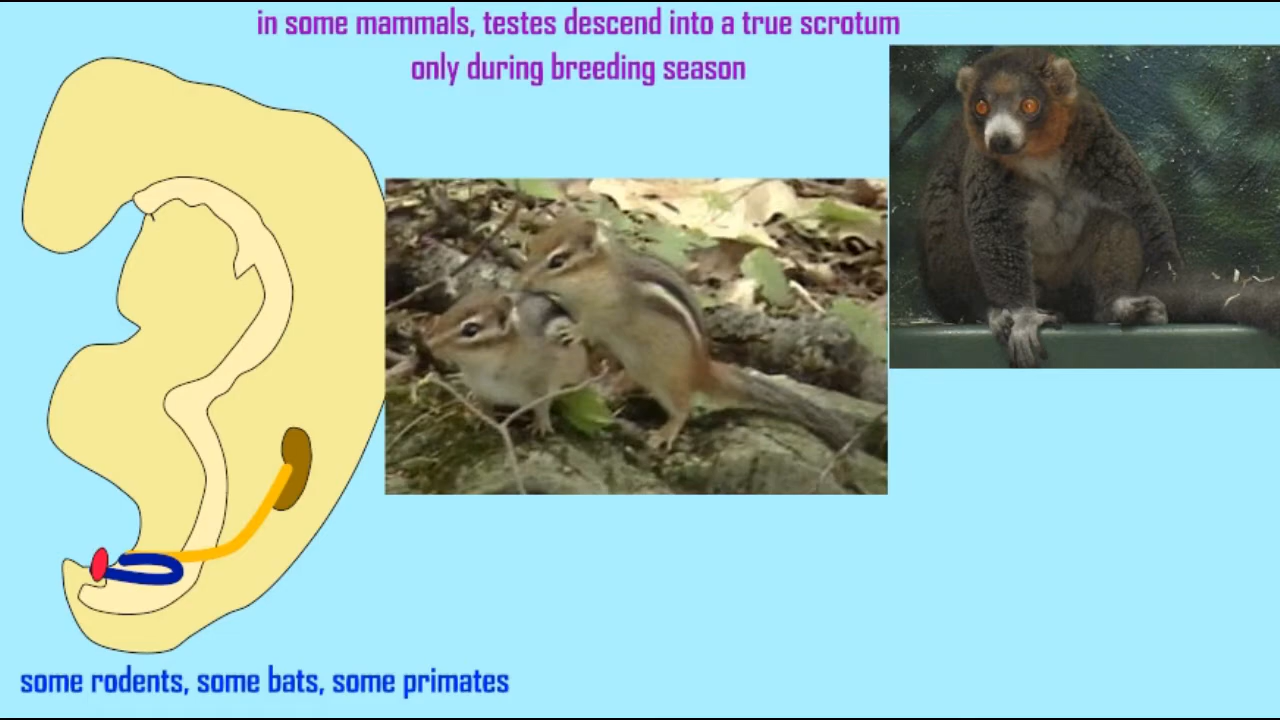 in some mammals, testes descend into a true scrotum
only during breeding season
some rodents, some bats, some primates